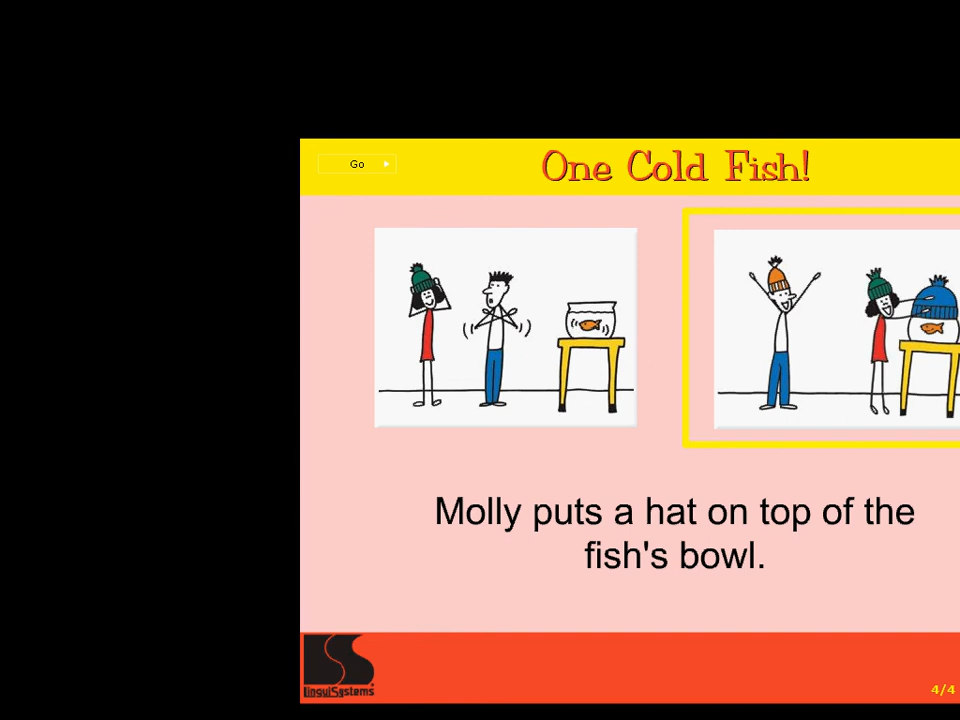 Go
One Cold Fish!
Molly puts a hat on top of the
fish's bowl.
LinguiSystems
4/4